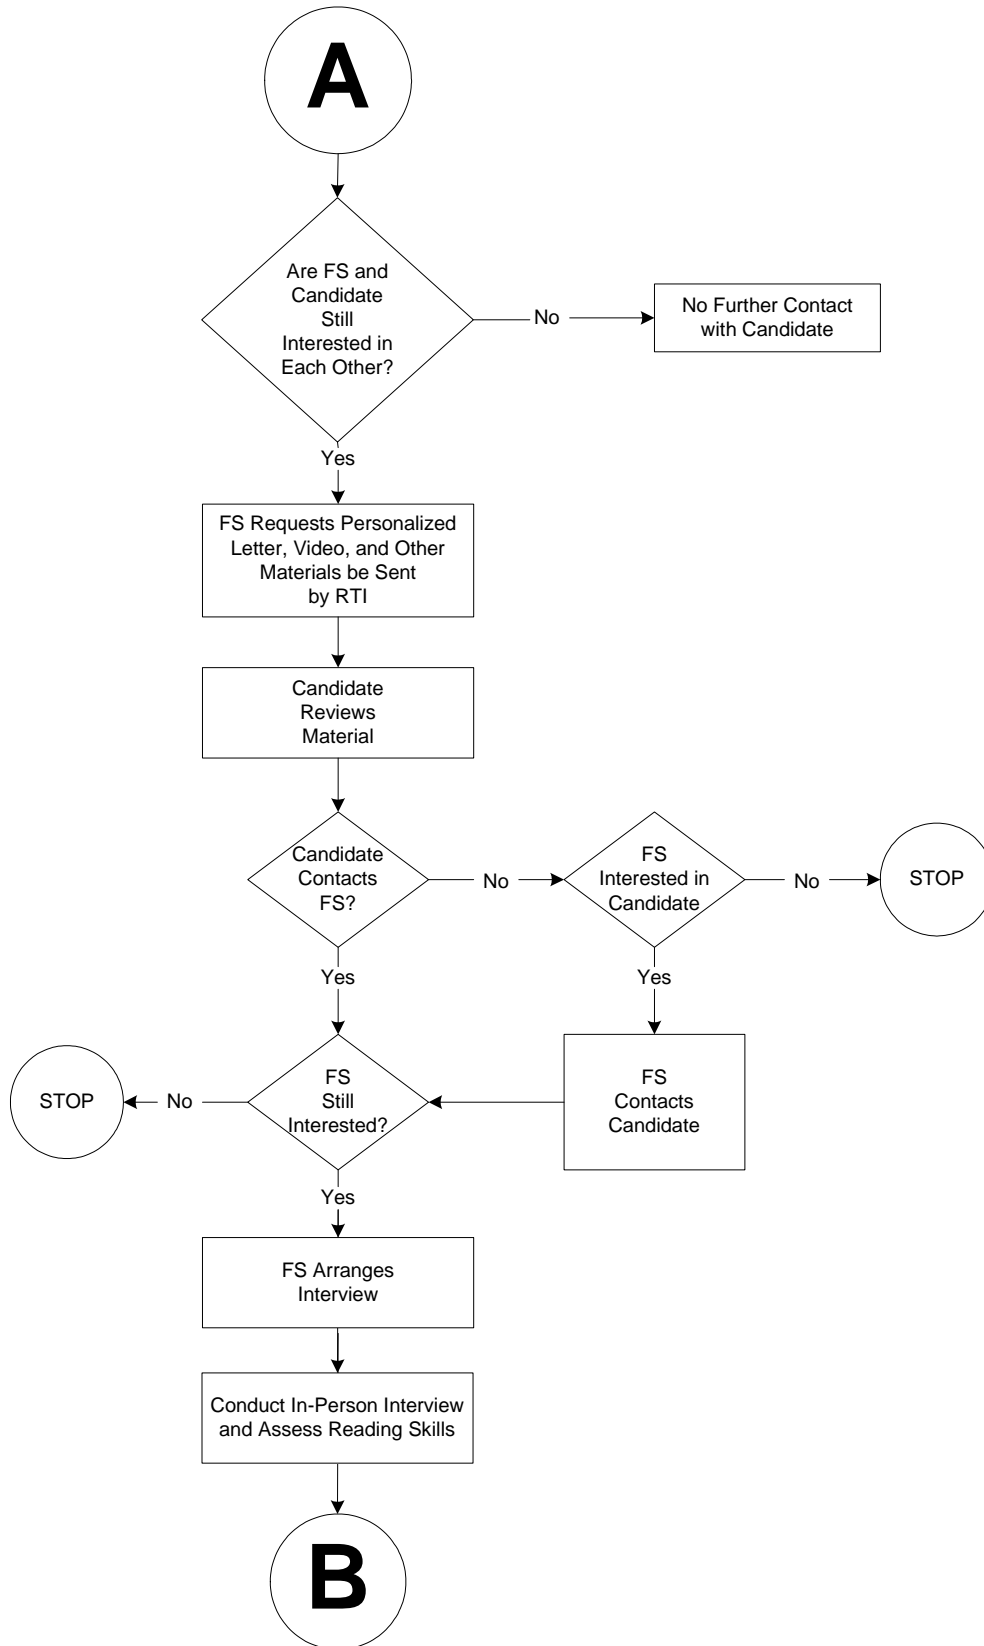 A
Are FS and
Candidate
Still
Interested in
Each Other?
No
No Further Contact
with Candidate
Yes
FS Requests Personalized
Letter, Video, and Other
Materials be Sent
by RTI
Candidate
Reviews
Material
Candidate
Contacts
FS?
No
FS
Interested in
Candidate
No
STOP
Yes
Yes
STOP
No
FS
Still
Interested?
FS
Contacts
Candidate
Yes
FS Arranges
Interview
Conduct In-Person Interview
and Assess Reading Skills
B